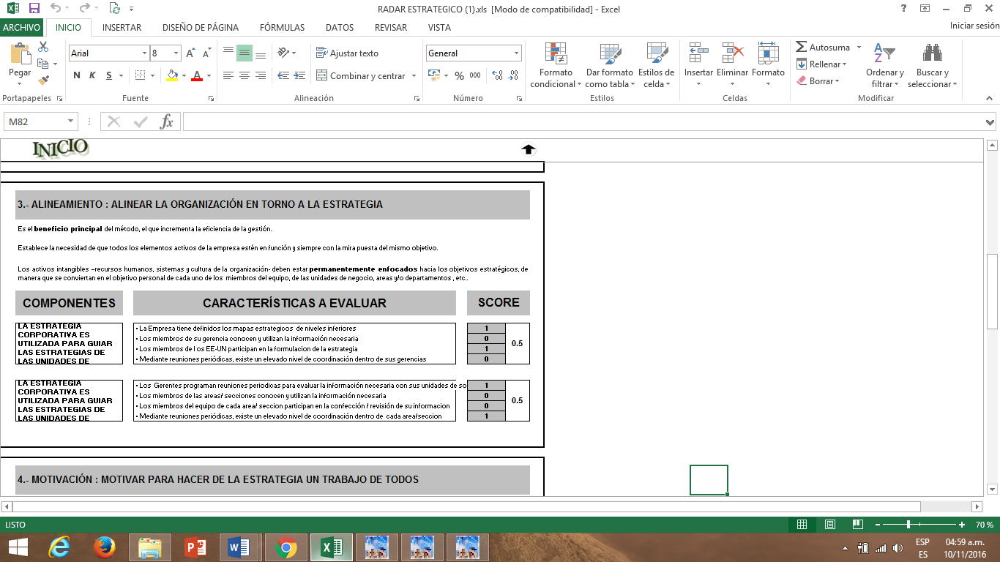 RADAR ESTRATEGICO (1).xls [Modo de compatibilidad] - Excel
?
ARCHIVO INICIO INSERTAR DISEÑO DE PÁGINA FÓRMULAS DATOS REVISAR VISTA Iniciar sesión
Arial 8 A A Ajustar texto General Autosuma
Pegar N K S A Combinar y centrar % 000 Formato condicional Dar formato como tabla Estilos de celda Insertar Eliminar Formato Rellenar Borrar Ordenar y filtrar Buscar y seleccionar
Portapapeles Fuente Alineación Número Estilos Celdas Modificar
M82 fx
INICIO
3.- ALINEAMIENTO : ALINEAR LA ORGANIZACIÓN EN TORNO A LA ESTRATEGIA
Es el beneficio principal del método, el que incrementa la eficiencia de la gestión.
Establece la necesidad de que todos los elementos activos de la empresa estén en función y siempre con la mira puesta del mismo objetivo.
Los activos intangibles –recursos humanos, sistemas y cultura de la organización- deben estar permanentemente enfocados hacia los objetivos estratégicos, de
manera que se conviertan en el objetivo personal de cada uno de los miembros del equipo, de las unidades de negocio, areas y/o departamentos , etc..
COMPONENTES CARACTERÍSTICAS A EVALUAR SCORE
LA ESTRATEGIA
CORPORATIVA ES
UTILIZADA PARA GUIAR
LAS ESTRATEGIAS DE
LAS UNIDADES DE
• La Empresa tiene definidos los mapas estrategicos de niveles inferiores 1
• Los miembros de su gerencia conocen y utilizan la información necesaria 0
• Los miembros de l os EE-UN participan en la formulacion de la estrategia 1
• Mediante reuniones periódicas, existe un elevado nivel de coordinación dentro de sus gerencias 0
0.5
LA ESTRATEGIA
CORPORATIVA ES
UTILIZADA PARA GUIAR
LAS ESTRATEGIAS DE
LAS UNIDADES DE
• Los Gerentes programan reuniones periodicas para evaluar la información necesaria con sus unidades de so 1
• Los miembros de las areas/ secciones conocen y utilizan la información necesaria 0
• Los miembros del equipo de cada area/ seccion participan en la confección / revisión de su informacion 0
• Mediante reuniones periódicas, existe un elevado nivel de coordinación dentro de cada area/seccion 1
0.5
4.- MOTIVACIÓN : MOTIVAR PARA HACER DE LA ESTRATEGIA UN TRABAJO DE TODOS
LISTO 70 %
ESP 04:59 a.m.
ES 10/11/2016